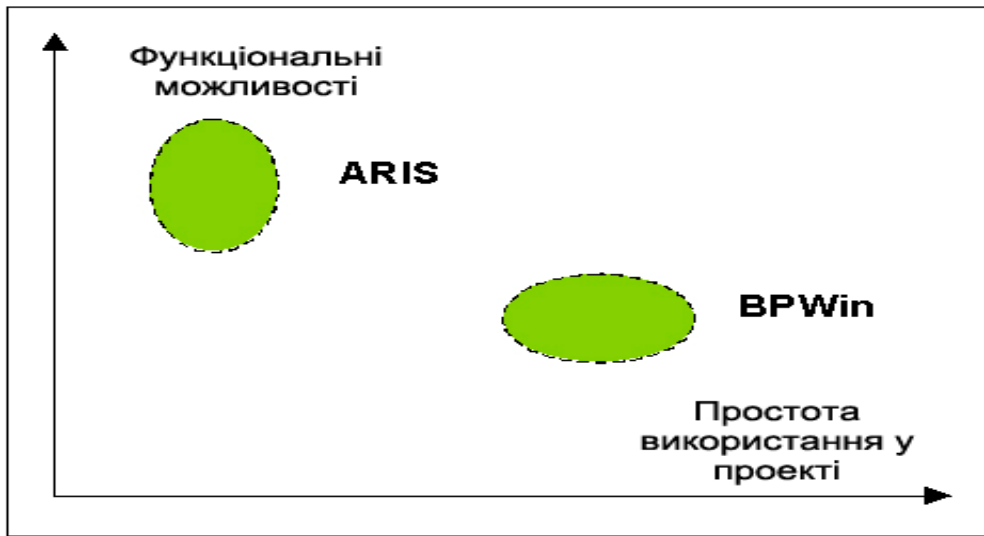 Функціональні
можливості
ARIS
BPWin
Простота
використання у
проекті